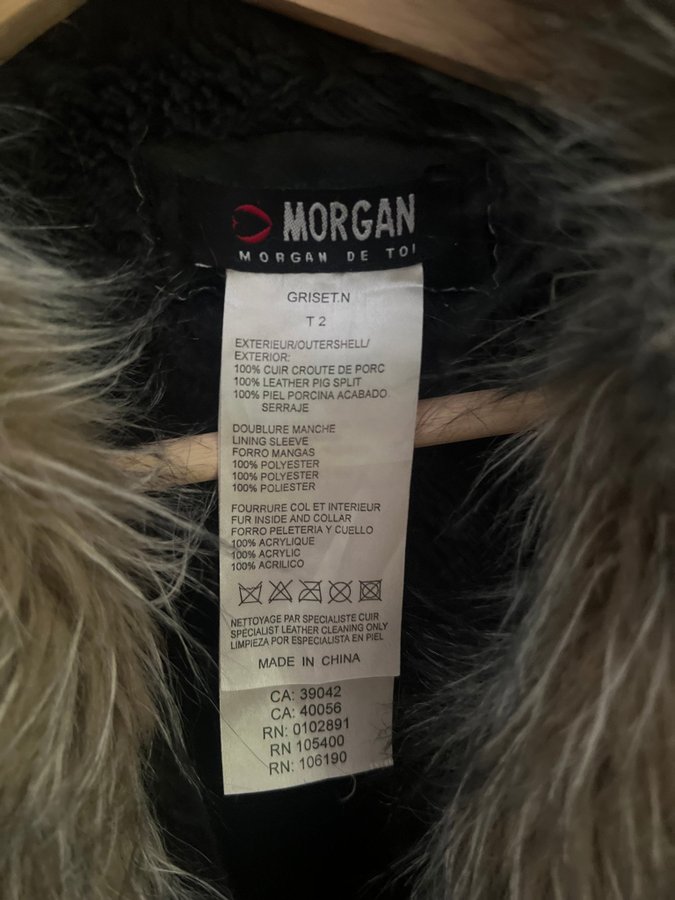 MORGAN
MORGAN DE TOI
GRISET.N
T 2
EXTERIEUR/OUTERSHELL/
EXTERIOR:
100% CUIR CROUTE DE PORC
100% LEATHER PIG SPLIT
100% PIEL PORCINA ACABADO
SERRAJE
DOUBLURE MANCHE
LINING SLEEVE
FORRO MANGAS
100% POLYESTER
100% POLYESTER
100% POLIESTER
FOURRURE COL ET INTERIEUR
FUR INSIDE AND COLLAR
FORRO PELETERIA Y CUELLO
100% ACRYLIQUE
100% ACRYLIC
100% ACRILICO
NETTOYAGE PAR SPECIALISTE CUIR
SPECIALIST LEATHER CLEANING ONLY
LIMPIEZA POR ESPECIALISTA EN PIEL
MADE IN CHINA
CA: 39042
CA: 40056
RN: 0102891
RN 105400
RN: 106190